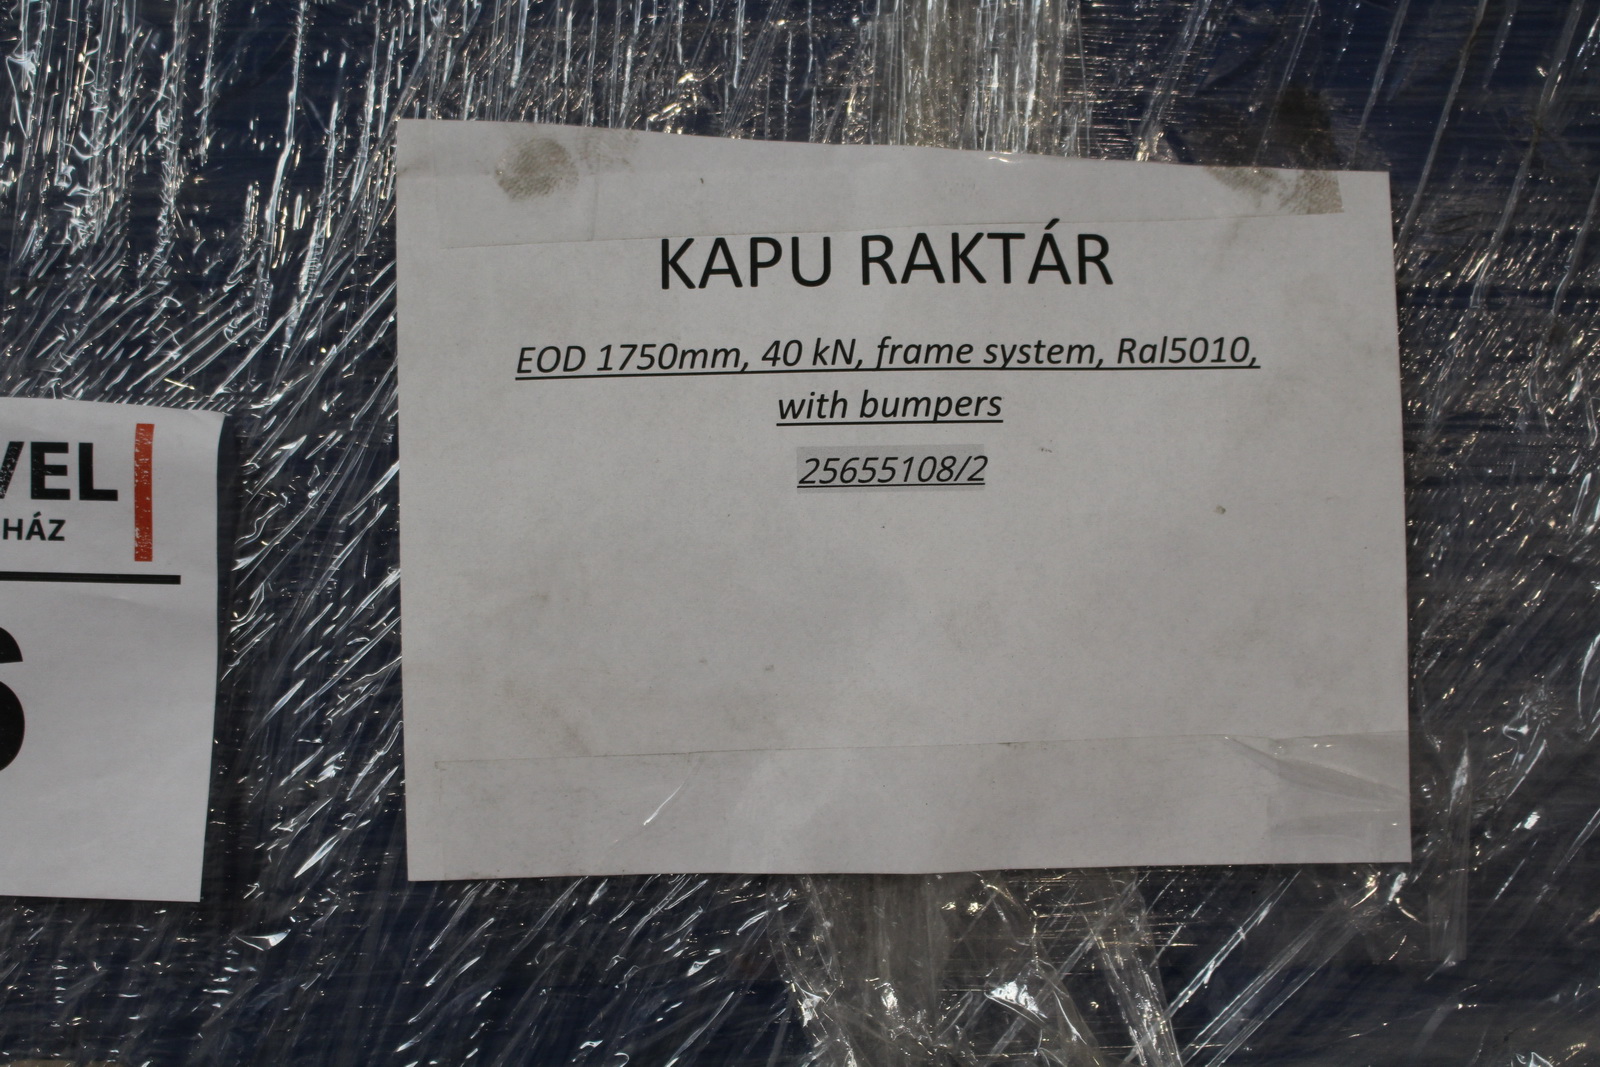 KAPU RAKTÁR
EOD 1750mm, 40 kN, frame system, Ral5010,
with bumpers
25655108/2
VEL
HÁZ